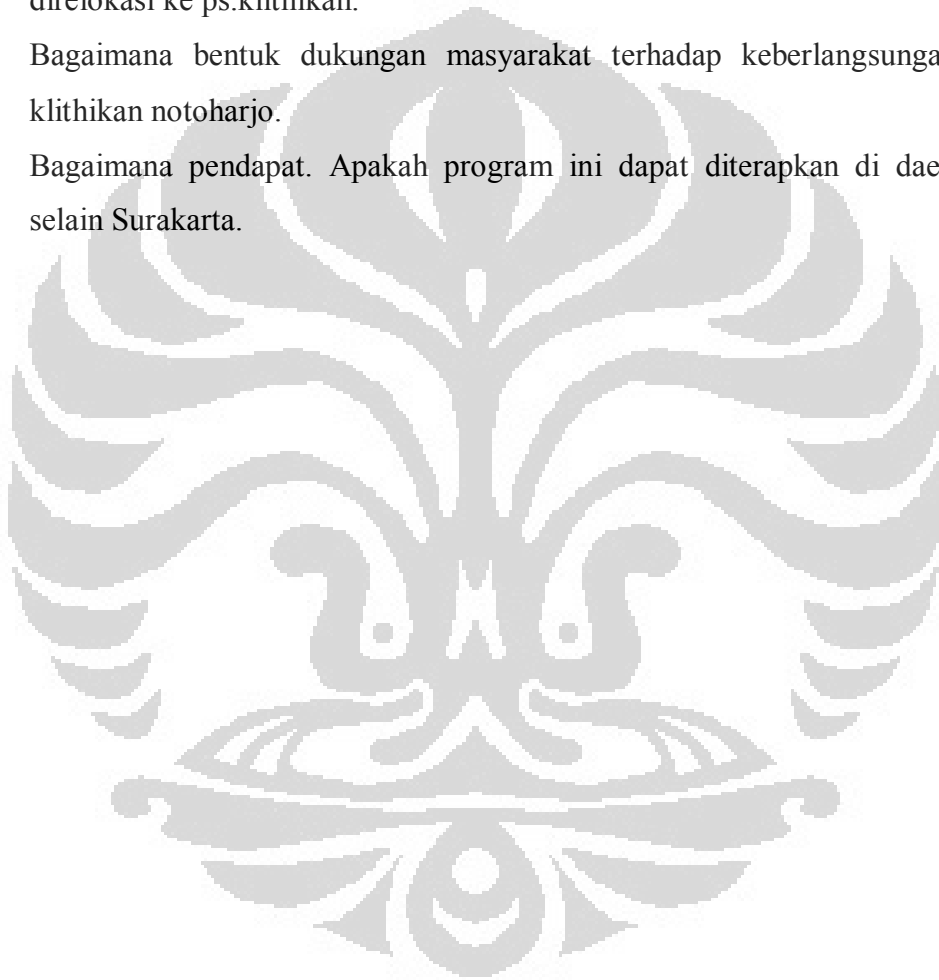 direlokasi ke ps.klithikan.
Bagaimana bentuk dukungan masyarakat terhadap keberlangsunga
klithikan notoharjo.
Bagaimana pendapat. Apakah program ini dapat diterapkan di dae
selain Surakarta.